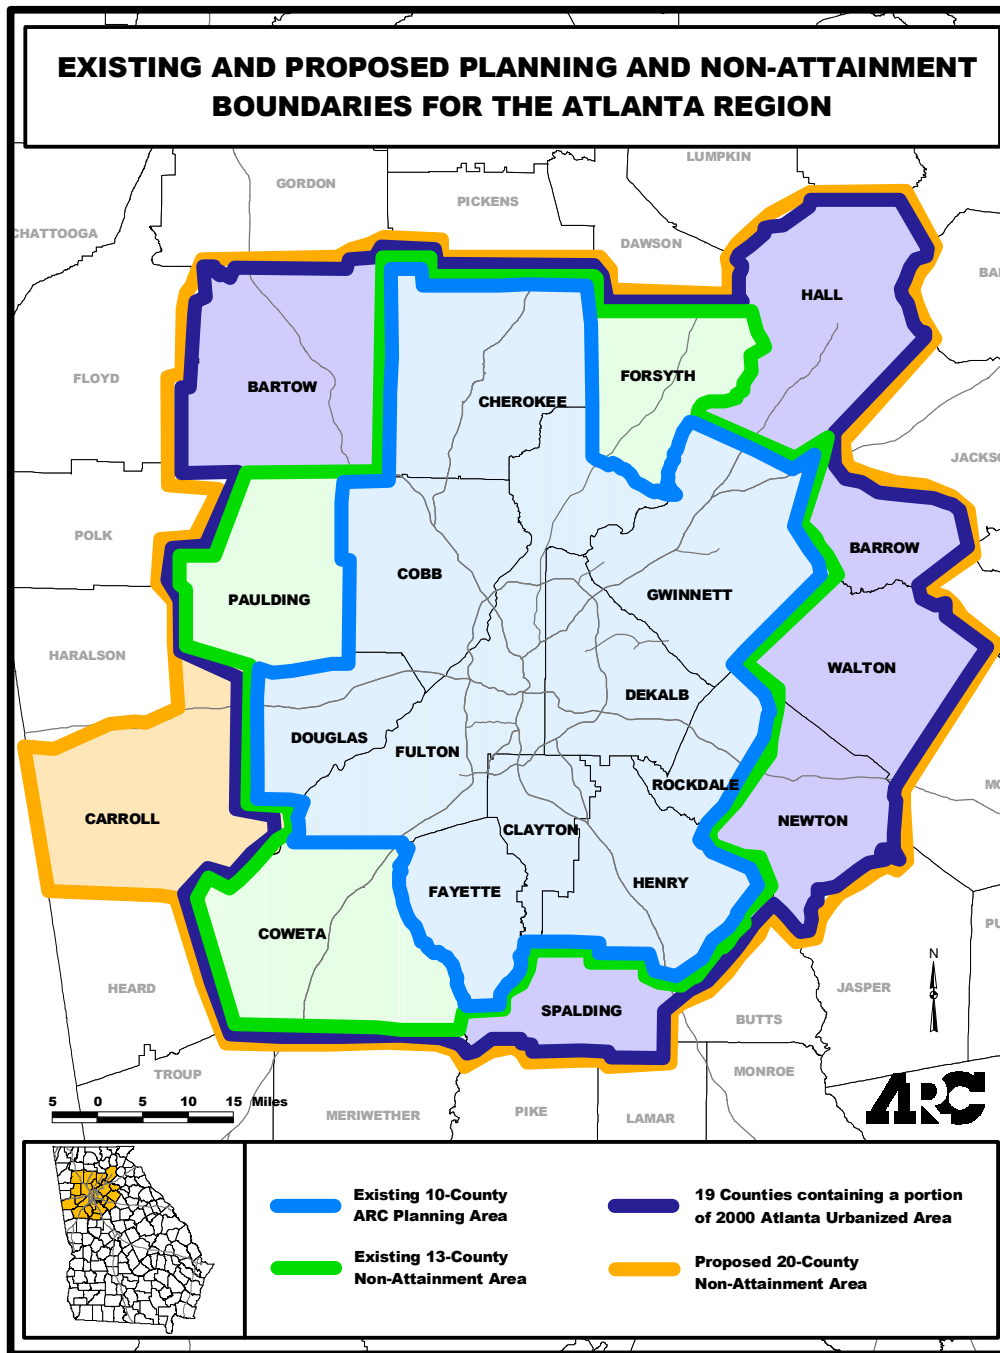 EXISTING AND PROPOSED PLANNING AND NON-ATTAINMENT
BOUNDARIES FOR THE ATLANTA REGION
LUMPKIN
GORDON
PICKENS
CHATTOOGA
DAWSON
BA
HALL
FLOYD
BARTOW
FORSYTH
CHEROKEE
JACKSO
POLK
BARROW
COBB
GWINNETT
PAULDING
HARALSON
WALTON
DEKALB
DOUGLAS
FULTON
ROCKDALE
MO
CARROLL
CLAYTON
NEWTON
HENRY
FAYETTE
PU
COWETA
N
HEARD
JASPER
SPALDING
BUTTS
TROUP
MONROE
ARC
5 0 5 10 15 Miles
MERIWETHER
PIKE
LAMAR
Existing 10-County
ARC Planning Area
19 Counties containing a portion
of 2000 Atlanta Urbanized Area
Existing 13-County
Non-Attainment Area
Proposed 20-County
Non-Attainment Area